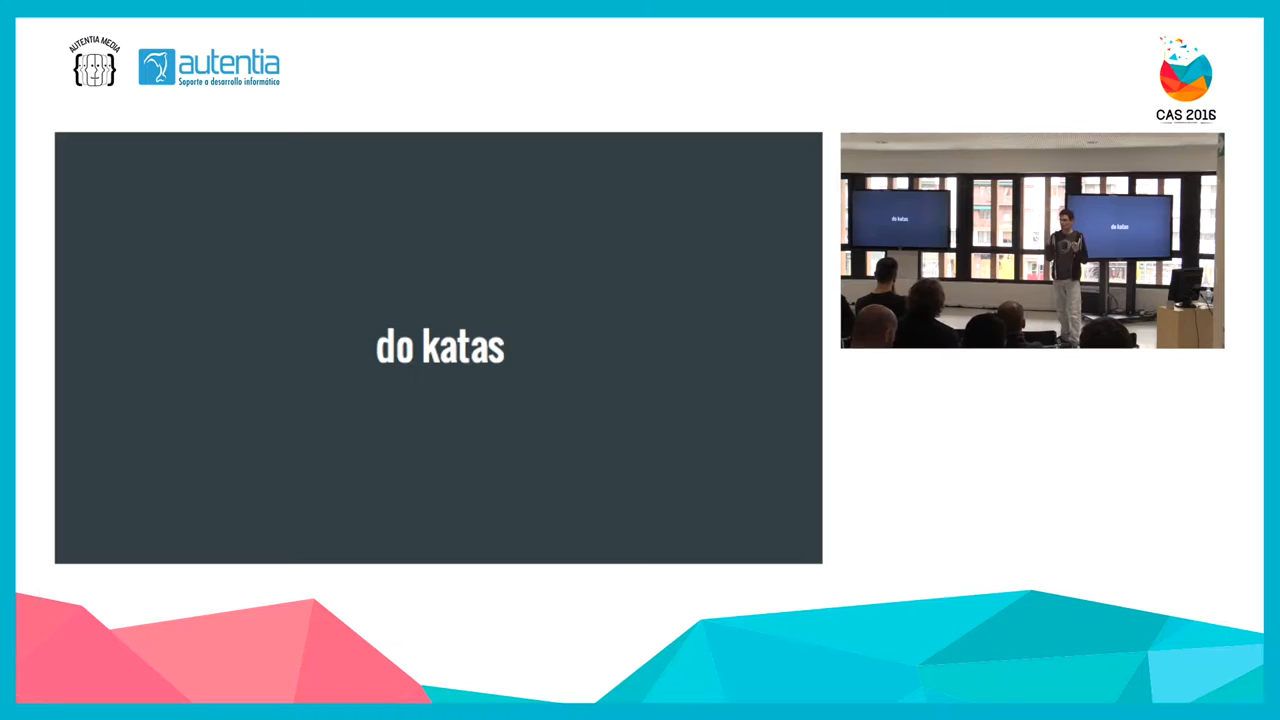 AUTENTIA MEDIA
autentia
Soporte a desarrollo informático
CAS 2016
do katas
do katas
do katas